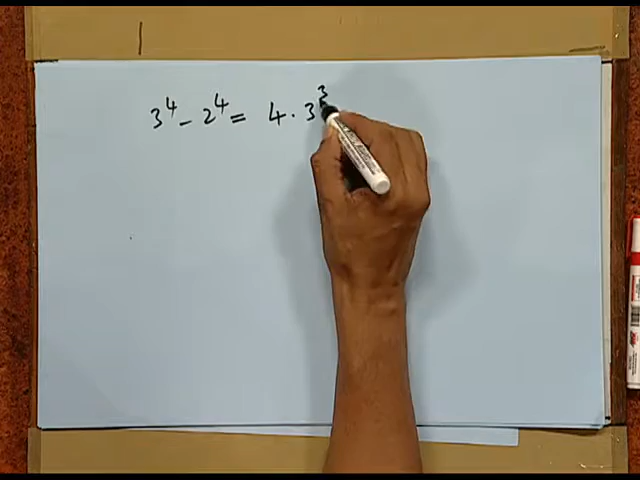 3⁴ - 2⁴ = 4 · 3³